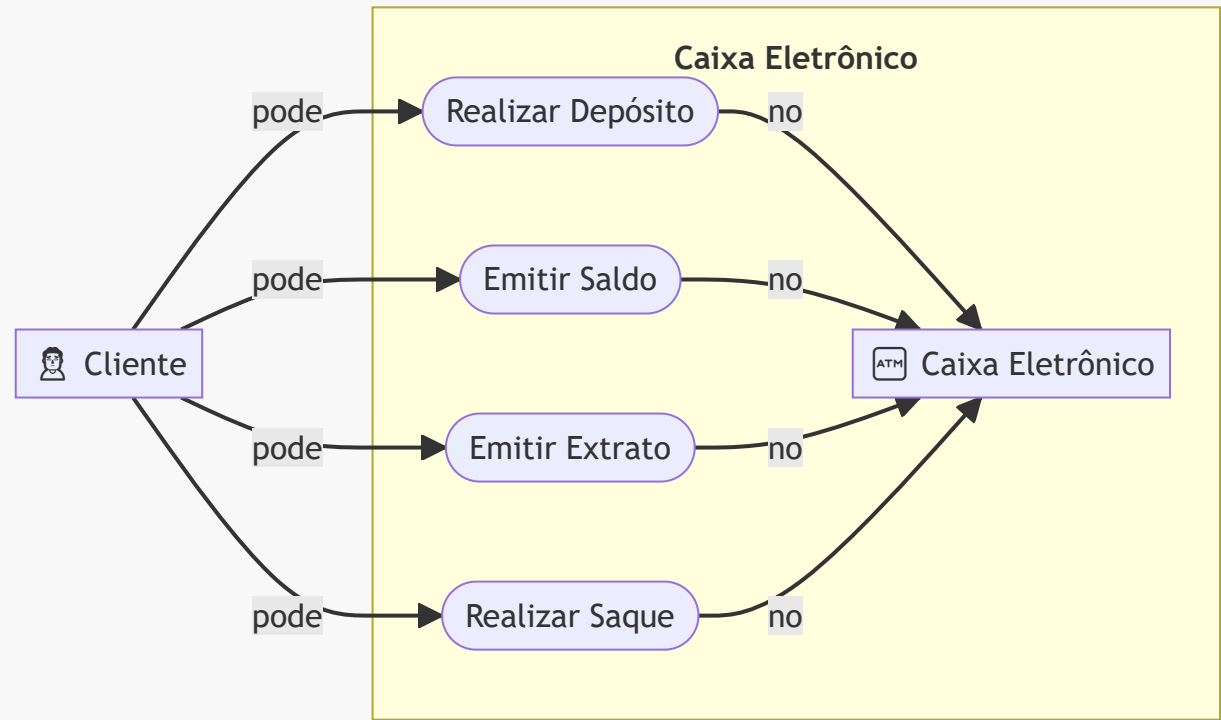 Caixa Eletrônico
pode
Realizar Depósito
no
pode
Emitir Saldo
no
Cliente
ATM
Caixa Eletrônico
pode
Emitir Extrato
no
pode
Realizar Saque
no